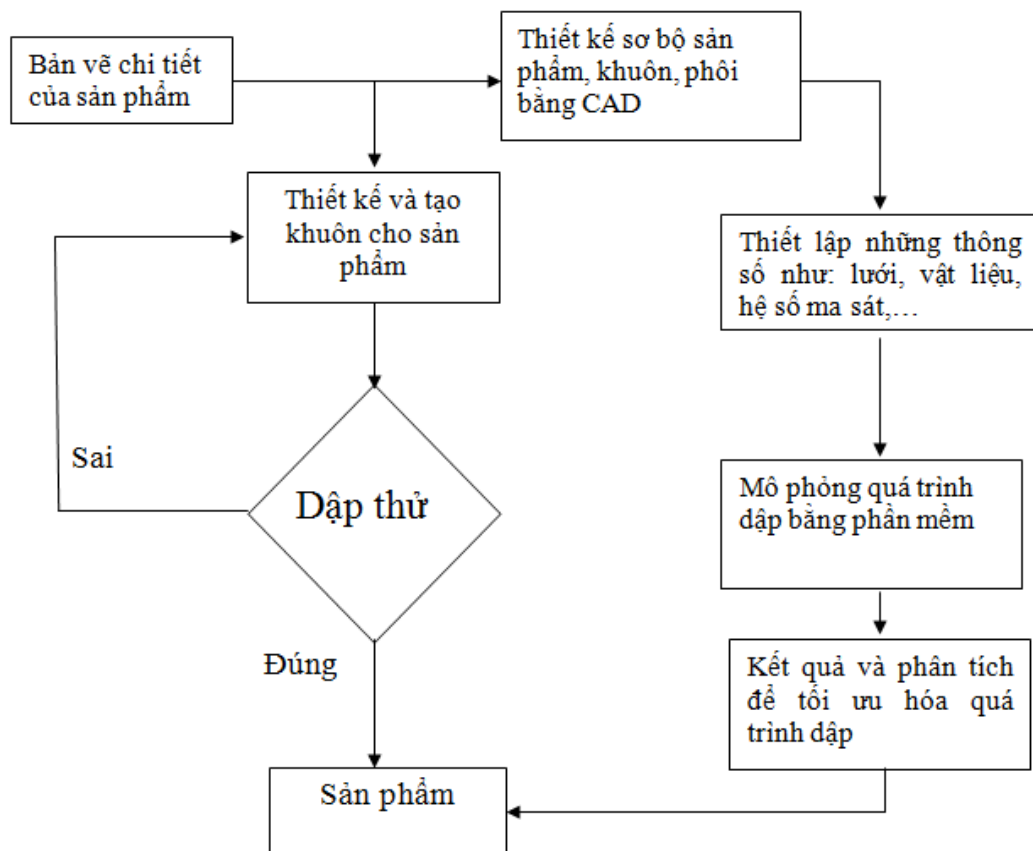 Bản vẽ chi tiết
của sản phẩm
Thiết kế sơ bộ sản
phẩm, khuôn, phôi
bằng CAD
Thiết kế và tạo
khuôn cho sản
phẩm
Thiết lập những thông
số như: lưới, vật liệu,
hệ số ma sát,…
Sai
Dập thử
Mô phỏng quá trình
dập bằng phần mềm
Đúng
Kết quả và phân tích
để tối ưu hóa quá
trình dập
Sản phẩm